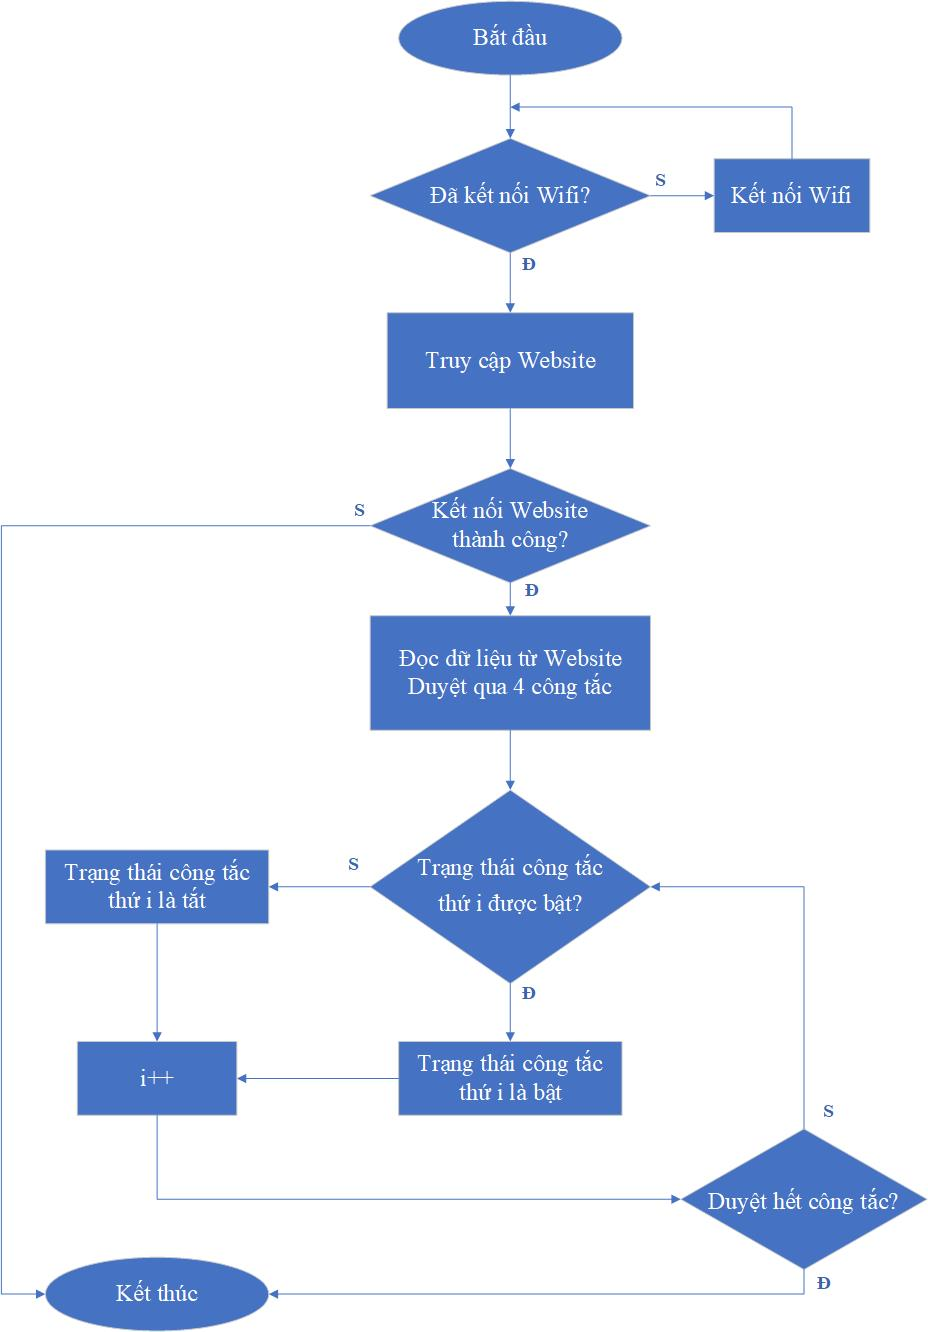 Bắt đầu
Đã kết nối Wifi?
S
Kết nối Wifi
Đ
Truy cập Website
S
Kết nối Website
thành công?
Đ
Đọc dữ liệu từ Website
Duyệt qua 4 công tắc
Trạng thái công tắc
thứ i được bật?
S
Trạng thái công tắc
thứ i là tắt
Đ
Trạng thái công tắc
thứ i là bật
i++
S
Duyệt hết công tắc?
Đ
Kết thúc